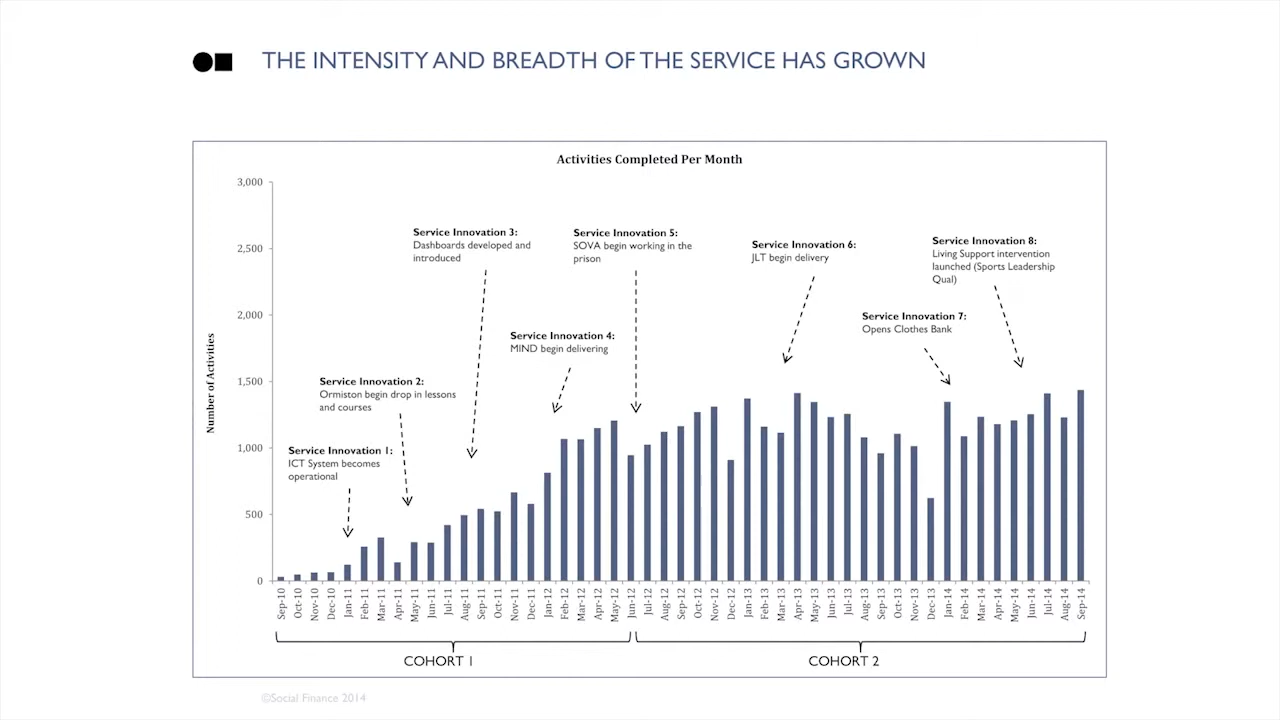 THE INTENSITY AND BREADTH OF THE SERVICE HAS GROWN
Activities Completed Per Month
Number of Activities
3,000
2,500
2,000
1,500
1,000
500
0
Service Innovation 1:
ICT System becomes
operational
Service Innovation 2:
Ormiston begin drop in lessons
and courses
Service Innovation 3:
Dashboards developed and
introduced
Service Innovation 4:
MIND begin delivering
Service Innovation 5:
SOVA begin working in the
prison
Service Innovation 6:
JLT begin delivery
Service Innovation 7:
Opens Clothes Bank
Service Innovation 8:
Living Support intervention
launched (Sports Leadership
Qual)
Sep-10
Oct-10
Nov-10
Dec-10
Jan-11
Feb-11
Mar-11
Apr-11
May-11
Jun-11
Jul-11
Aug-11
Sep-11
Oct-11
Nov-11
Dec-11
Jan-12
Feb-12
Mar-12
Apr-12
May-12
Jun-12
Jul-12
Aug-12
Sep-12
Oct-12
Nov-12
Dec-12
Jan-13
Feb-13
Mar-13
Apr-13
May-13
Jun-13
Jul-13
Aug-13
Sep-13
Oct-13
Nov-13
Dec-13
Jan-14
Feb-14
Mar-14
Apr-14
May-14
Jun-14
Jul-14
Aug-14
Sep-14
COHORT 1
COHORT 2
©Social Finance 2014